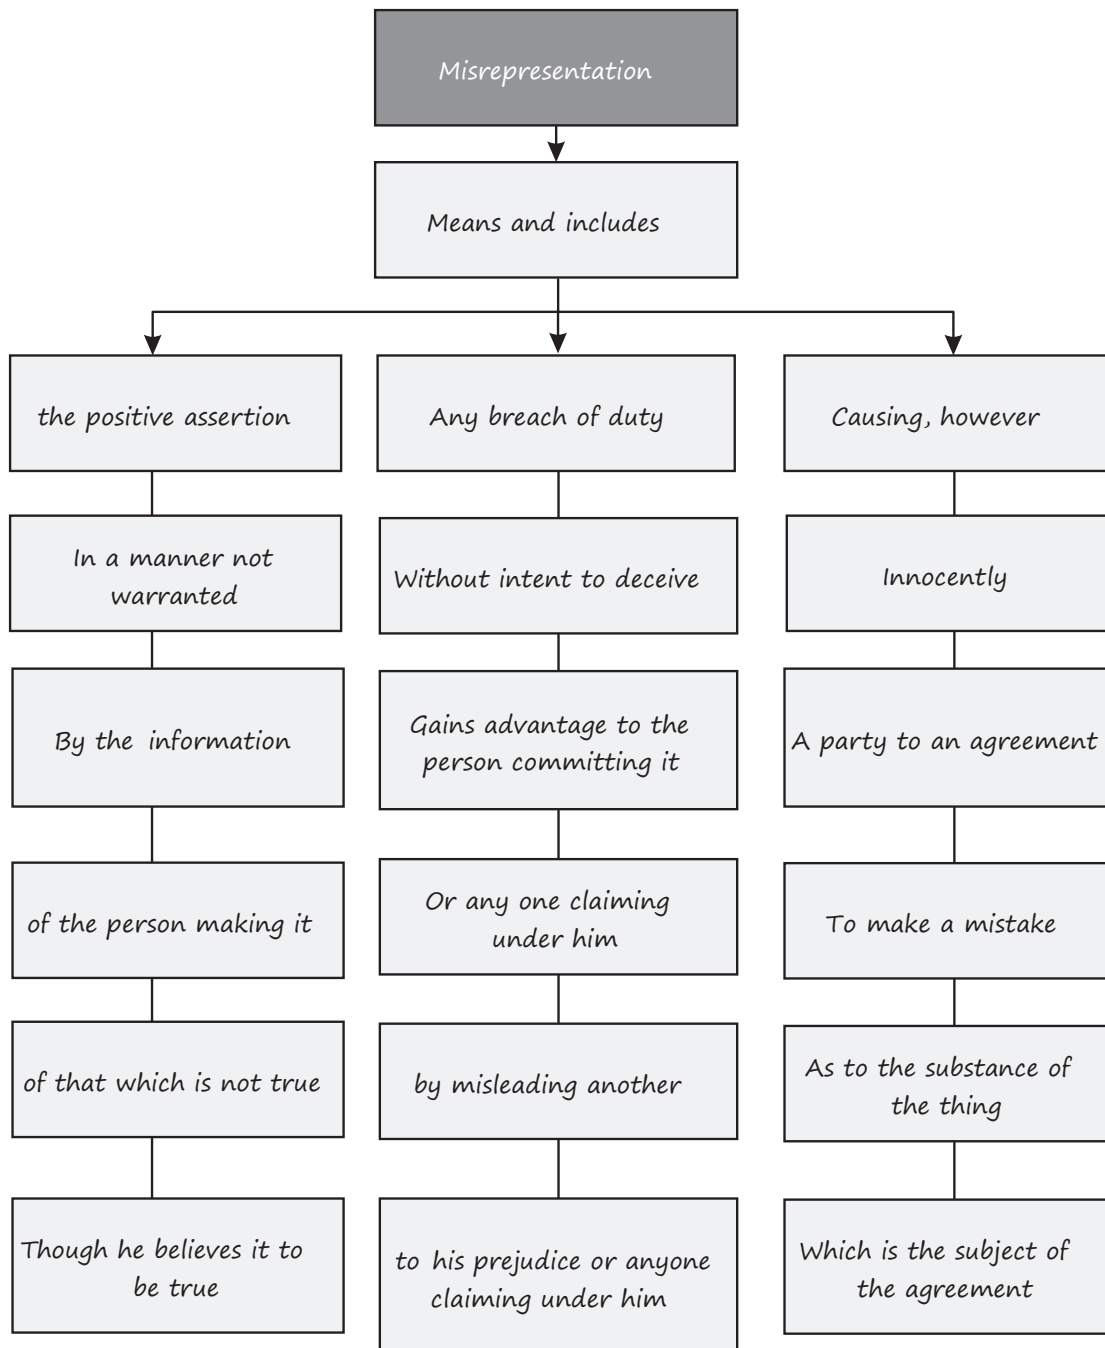 Misrepresentation
Means and includes
the positive assertion
In a manner not
warranted
By the information
of the person making it
of that which is not true
Though he believes it to
be true
Any breach of duty
Without intent to deceive
Gains advantage to the
person committing it
Or any one claiming
under him
by misleading another
to his prejudice or anyone
claiming under him
Causing, however
Innocently
A party to an agreement
To make a mistake
As to the substance of
the thing
Which is the subject of
the agreement